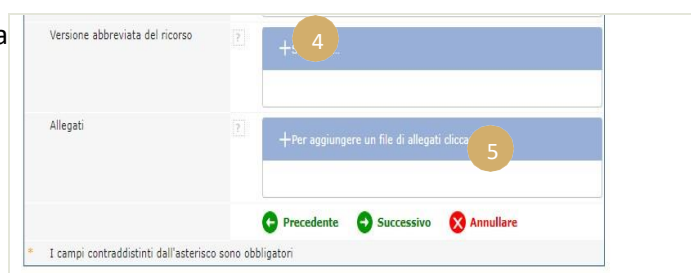 a
Versione abbreviata del ricorso ? + 4
Allegati ? +Per aggiungere un file di allegati 5
Precedente Successivo Annullare
* I campi contraddistinti dall'asterisco sono obbligatori